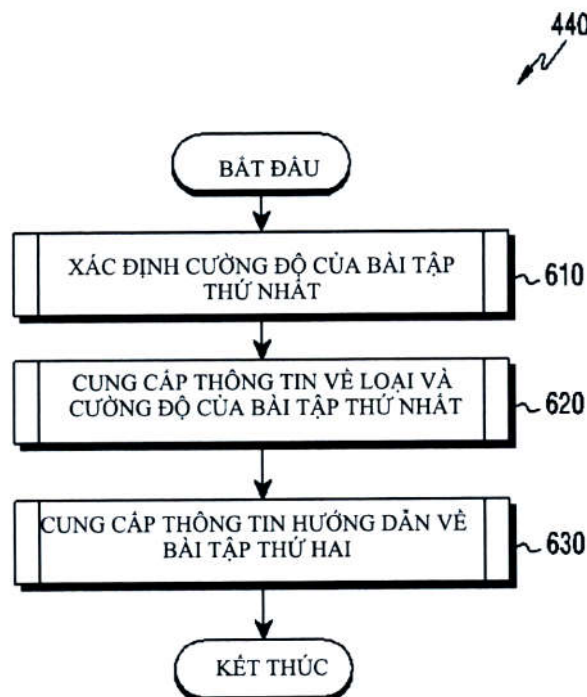 440
BẮT ĐẦU
XÁC ĐỊNH CƯỜNG ĐỘ CỦA BÀI TẬP
THỨ NHẤT
610
CUNG CẤP THÔNG TIN VỀ LOẠI VÀ
CƯỜNG ĐỘ CỦA BÀI TẬP THỨ NHẤT
620
CUNG CẤP THÔNG TIN HƯỚNG DẪN VỀ
BÀI TẬP THỨ HAI
630
KẾT THÚC